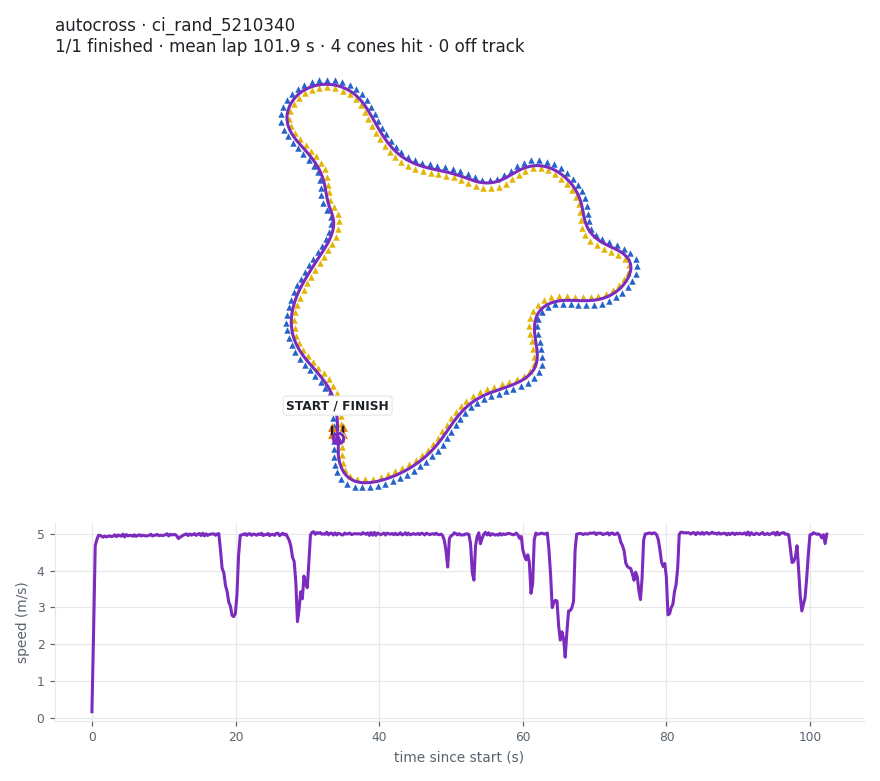 autocross · ci_rand_5210340
1/1 finished · mean lap 101.9 s · 4 cones hit · 0 off track
START / FINISH
speed (m/s)
5
4
3
2
1
0
0 20 40 60 80 100
time since start (s)